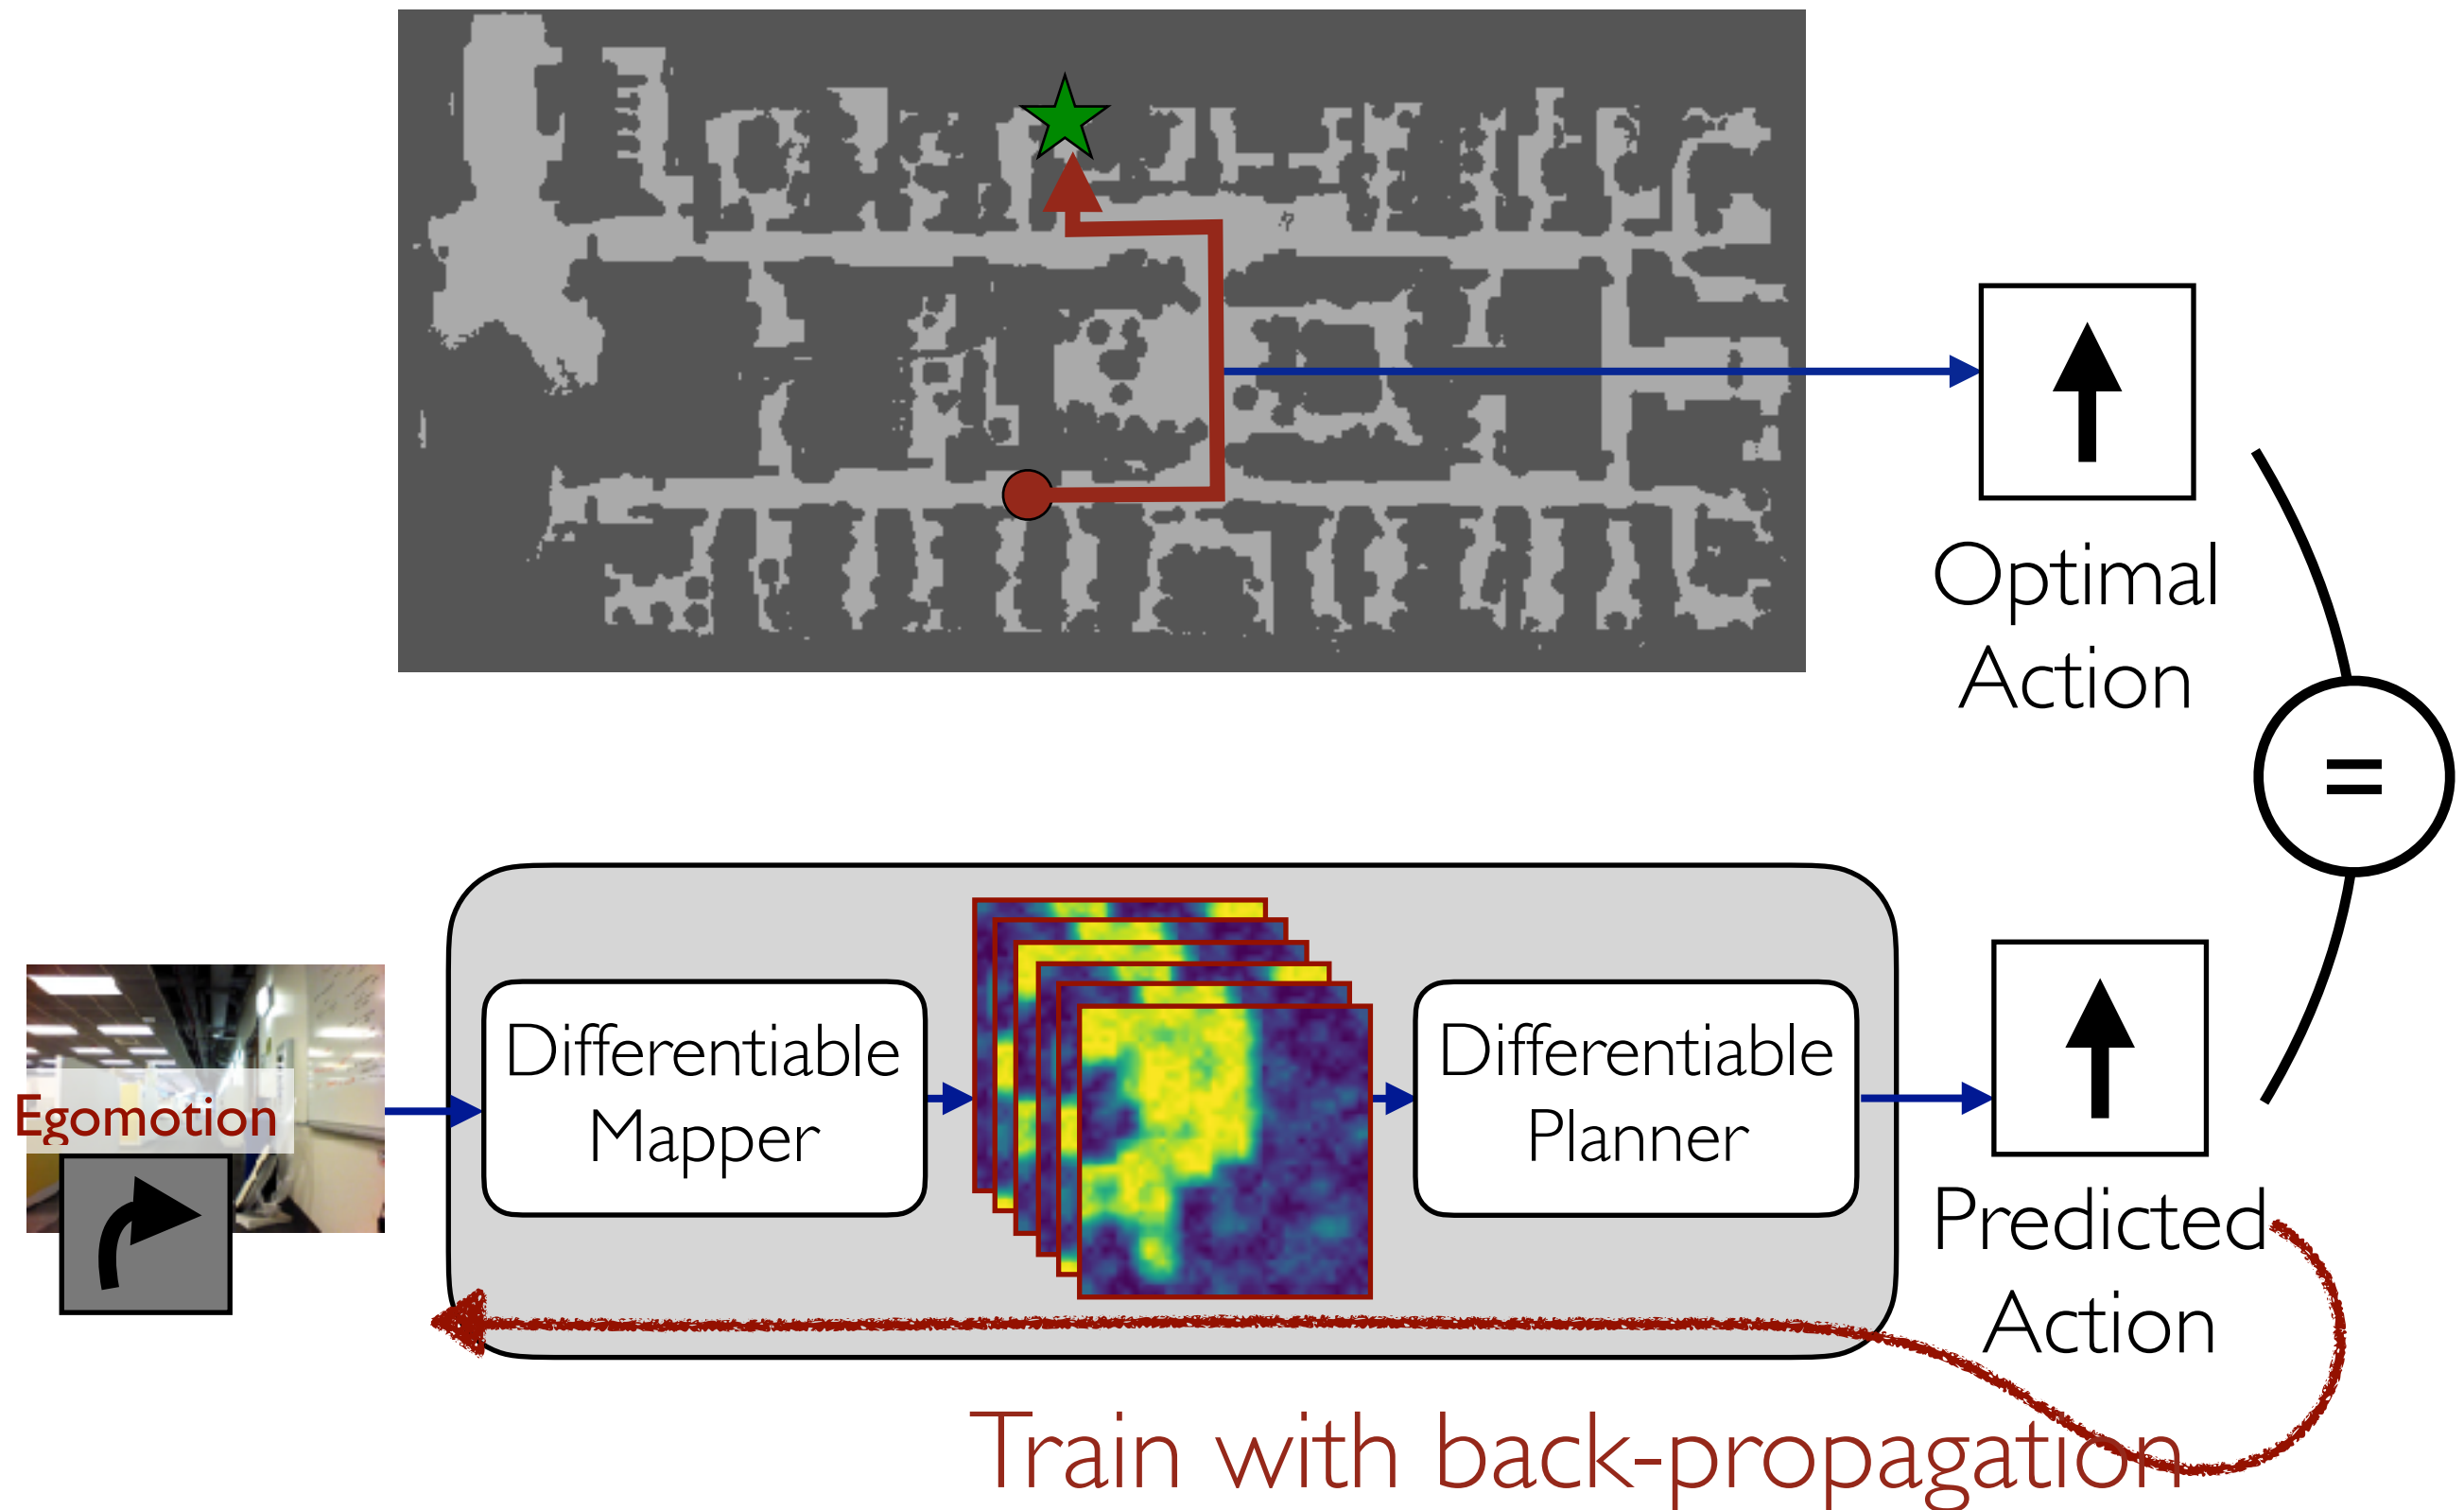 Optimal
Action
=
Egomotion
Differentiable
Mapper
Differentiable
Planner
Predicted
Action
Train with back-propagation